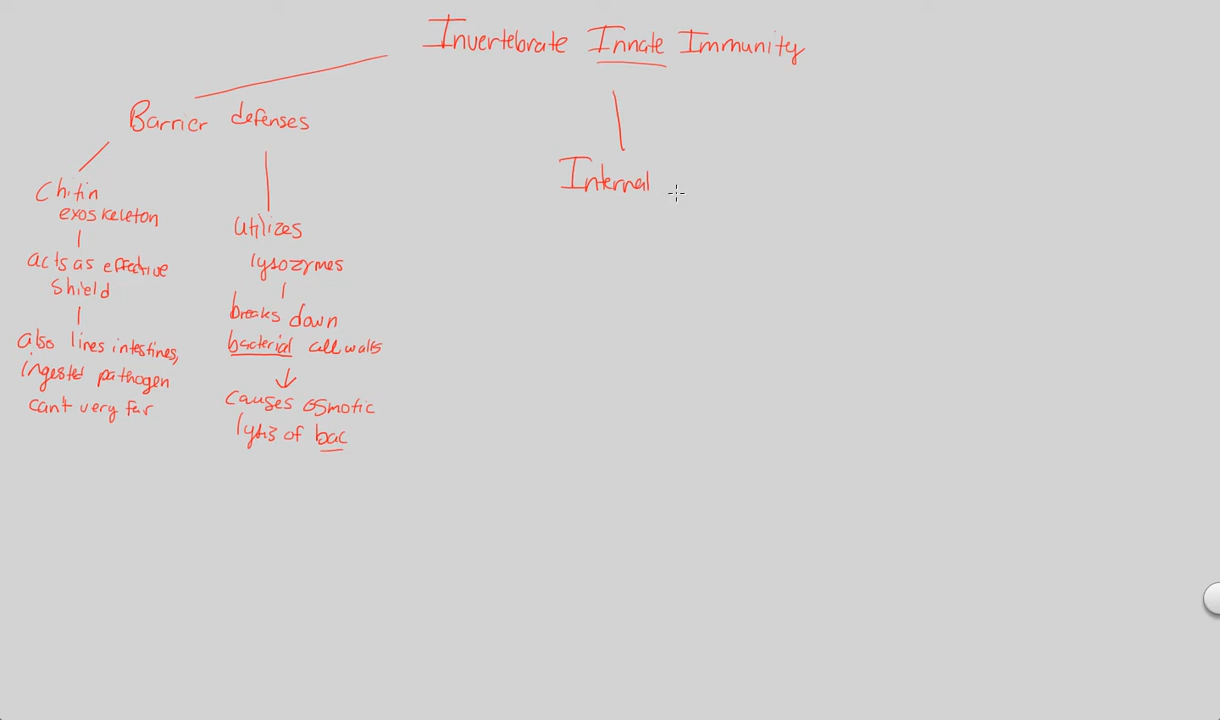 Invertebrate Innate Immunity
Barrier defenses
Chitin
exoskeleton
acts as effective
shield
also lines intestines,
ingested pathogen
can't very far
utilizes
lysozymes
breaks down
bacterial cell walls
causes osmotic
lysis of bac
Internal